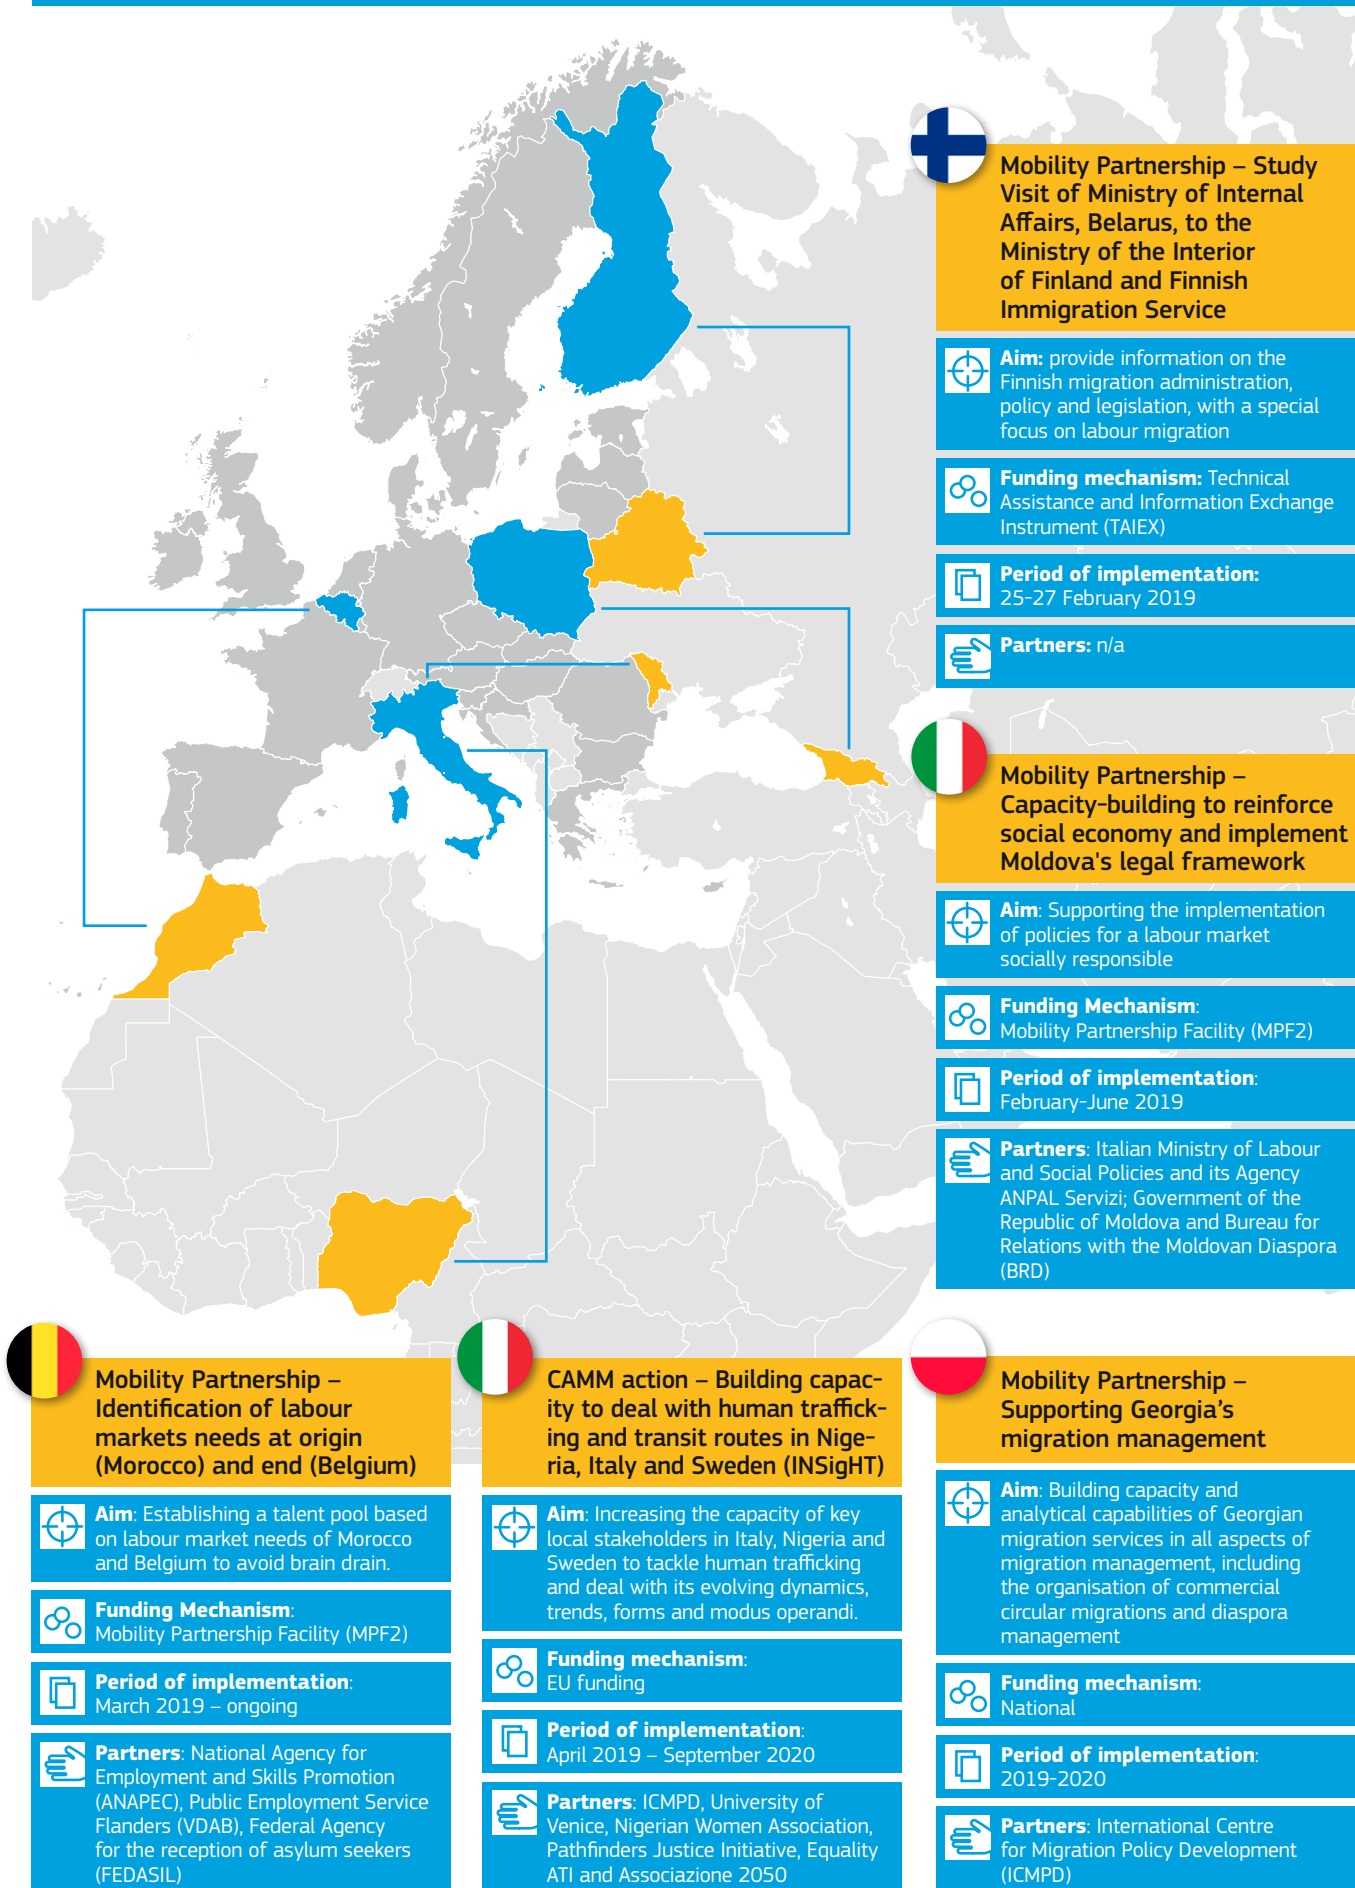 Mobility Partnership – Study
Visit of Ministry of Internal
Affairs, Belarus, to the
Ministry of the Interior
of Finland and Finnish
Immigration Service
Aim: provide information on the
Finnish migration administration,
policy and legislation, with a special
focus on labour migration
Funding mechanism: Technical
Assistance and Information Exchange
Instrument (TAIEX)
Period of implementation:
25-27 February 2019
Partners: n/a
Mobility Partnership –
Capacity-building to reinforce
social economy and implement
Moldova's legal framework
Aim: Supporting the implementation
of policies for a labour market
socially responsible
Funding Mechanism:
Mobility Partnership Facility (MPF2)
Period of implementation:
February-June 2019
Partners: Italian Ministry of Labour
and Social Policies and its Agency
ANPAL Servizi; Government of the
Republic of Moldova and Bureau for
Relations with the Moldovan Diaspora
(BRD)
Mobility Partnership –
Identification of labour
markets needs at origin
(Morocco) and end (Belgium)
Aim: Establishing a talent pool based
on labour market needs of Morocco
and Belgium to avoid brain drain.
Funding Mechanism:
Mobility Partnership Facility (MPF2)
Period of implementation:
March 2019 – ongoing
Partners: National Agency for
Employment and Skills Promotion
(ANAPEC), Public Employment Service
Flanders (VDAB), Federal Agency
for the reception of asylum seekers
(FEDASIL)
CAMM action – Building capac-
ity to deal with human traffick-
ing and transit routes in Nige-
ria, Italy and Sweden (INSigHT)
Aim: Increasing the capacity of key
local stakeholders in Italy, Nigeria and
Sweden to tackle human trafficking
and deal with its evolving dynamics,
trends, forms and modus operandi.
Funding mechanism:
EU funding
Period of implementation:
April 2019 – September 2020
Partners: ICMPD, University of
Venice, Nigerian Women Association,
Pathfinders Justice Initiative, Equality
ATI and Associazione 2050
Mobility Partnership –
Supporting Georgia’s
migration management
Aim: Building capacity and
analytical capabilities of Georgian
migration services in all aspects of
migration management, including
the organisation of commercial
circular migrations and diaspora
management
Funding mechanism:
National
Period of implementation:
2019-2020
Partners: International Centre
for Migration Policy Development
(ICMPD)